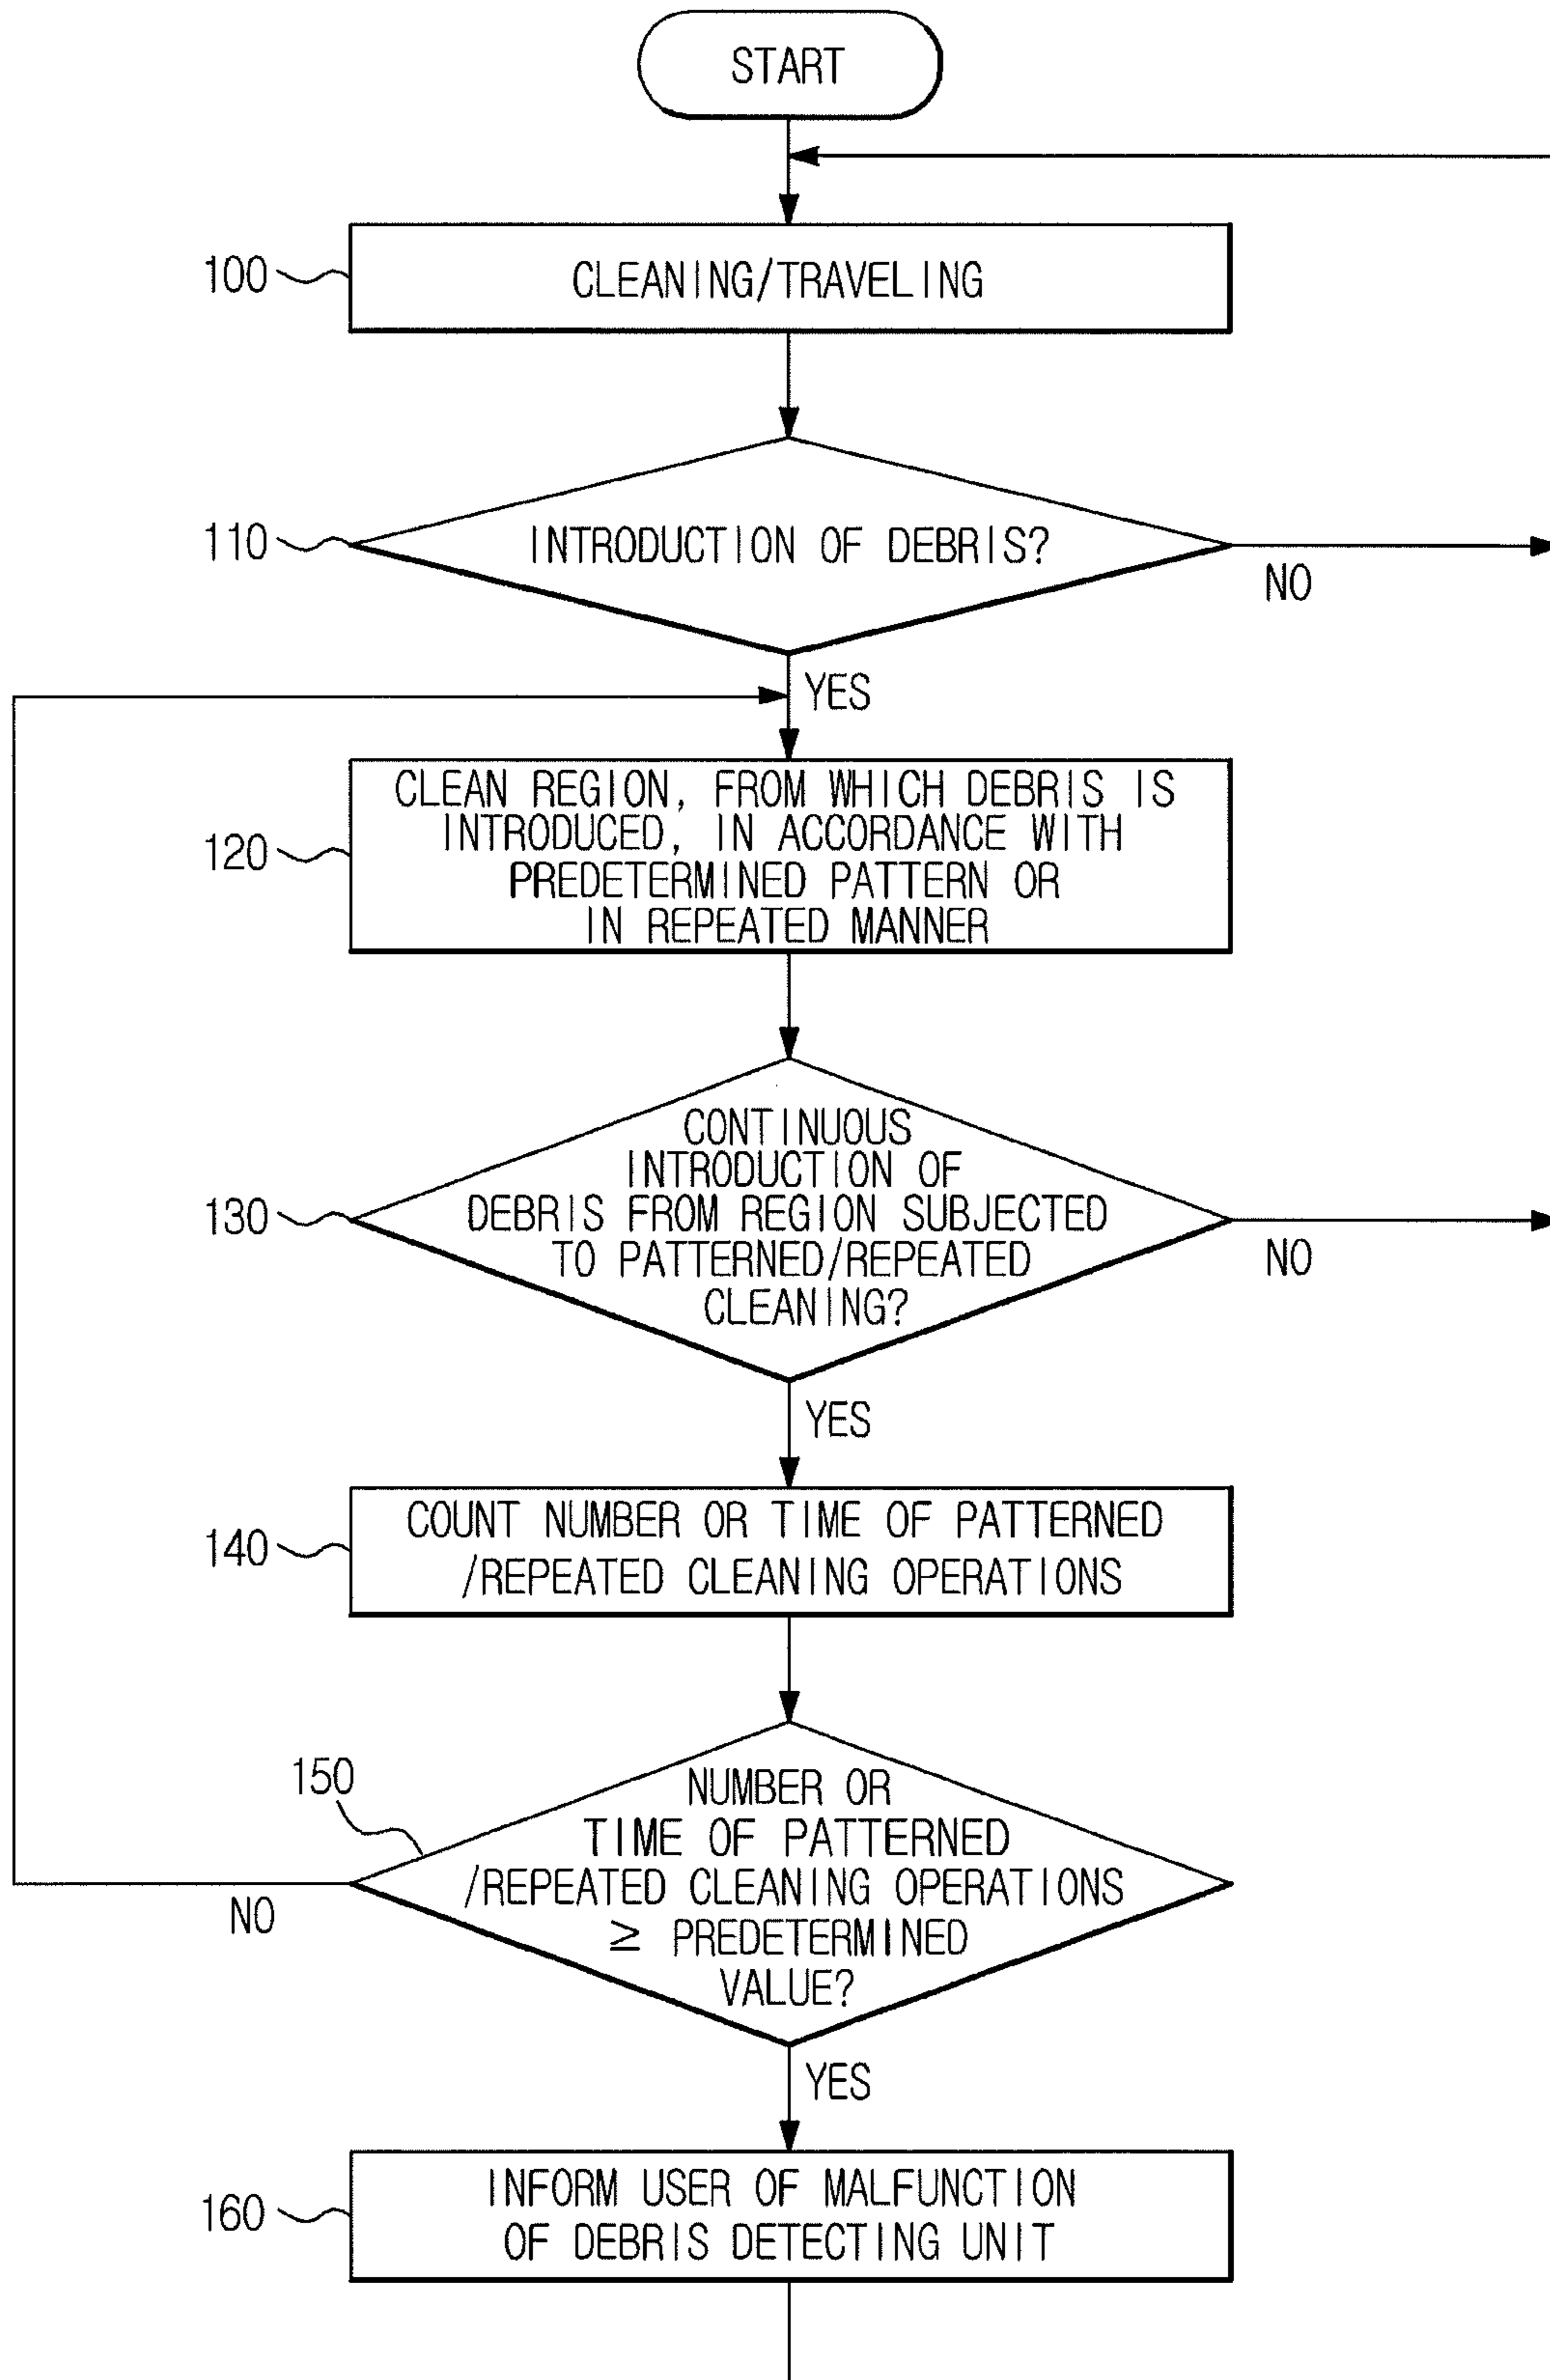 START
100
CLEANING/TRAVELING
110
INTRODUCTION OF DEBRIS?
NO
YES
120
CLEAN REGION, FROM WHICH DEBRIS IS
INTRODUCED, IN ACCORDANCE WITH
PREDETERMINED PATTERN OR
IN REPEATED MANNER
130
CONTINUOUS
INTRODUCTION OF
DEBRIS FROM REGION SUBJECTED
TO PATTERNED/REPEATED
CLEANING?
NO
YES
140
COUNT NUMBER OR TIME OF PATTERNED
/REPEATED CLEANING OPERATIONS
150
NUMBER OR
TIME OF PATTERNED
/REPEATED CLEANING OPERATIONS
≥ PREDETERMINED
VALUE?
NO
YES
160
INFORM USER OF MALFUNCTION
OF DEBRIS DETECTING UNIT